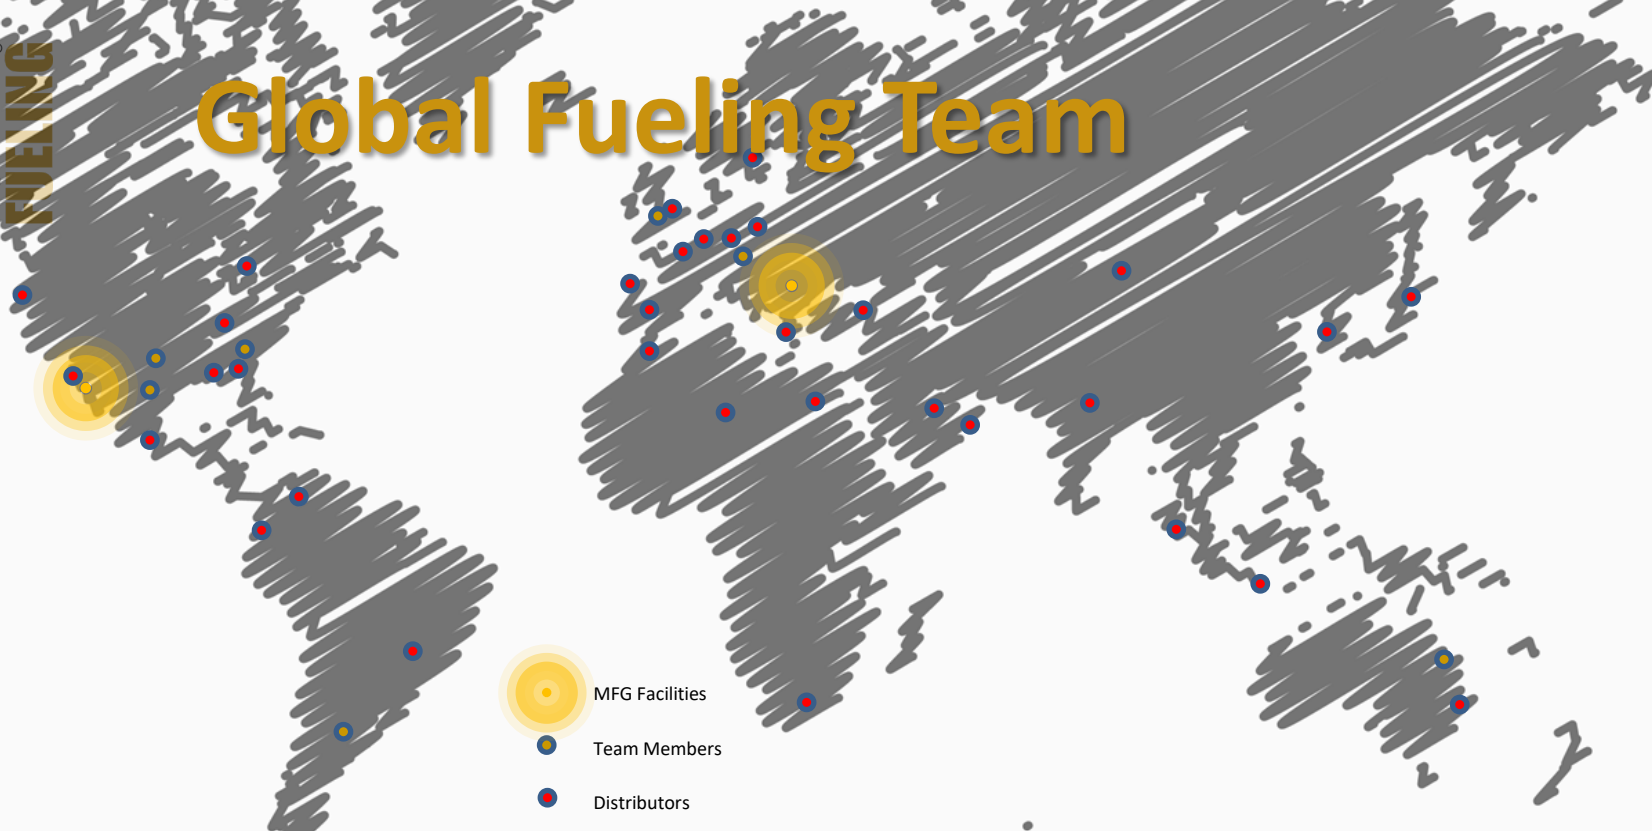 FUELING
Global Fueling Team
MFG Facilities
Team Members
Distributors